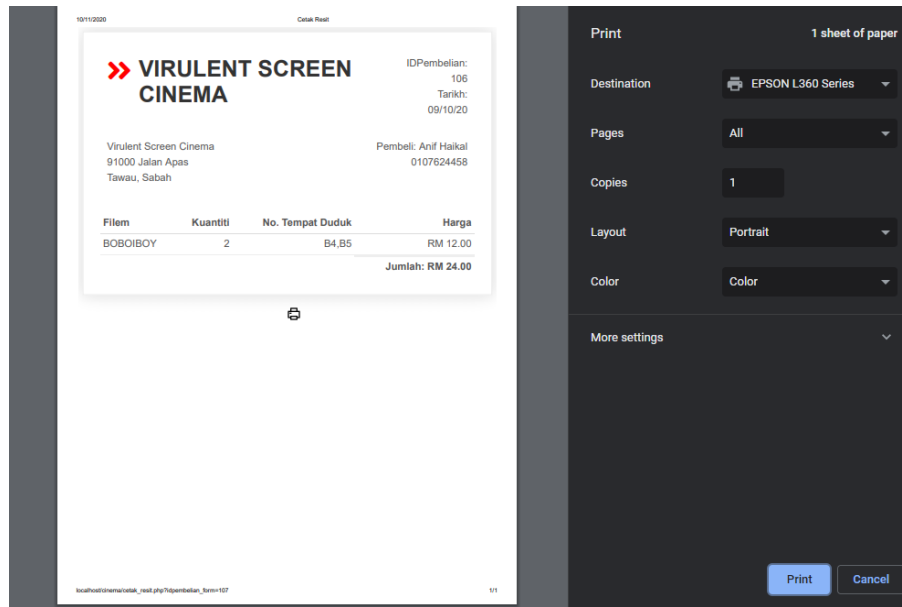 10/11/2020 Cetak Resit
VIRULENT SCREEN
CINEMA
IDPembelian:
106
Tarikh:
09/10/20
Virulent Screen Cinema
91000 Jalan Apas
Tawau, Sabah
Pembeli: Anif Haikal
0107624458
Filem Kuantiti No. Tempat Duduk Harga
BOBOIBOY 2 B4,B5 RM 12.00
Jumlah: RM 24.00
localhost/cinema/cetak_resit.php?idpembelian_form=107 1/1
Print 1 sheet of paper
Destination EPSON L360 Series
Pages All
Copies 1
Layout Portrait
Color Color
More settings
Print Cancel